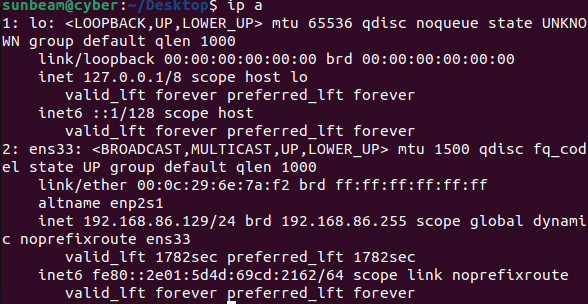 sunbeam@cyber:~/Desktop$ ip a
1: lo: <LOOPBACK,UP,LOWER_UP> mtu 65536 qdisc noqueue state UNKN
OWN group default qlen 1000
    link/loopback 00:00:00:00:00:00 brd 00:00:00:00:00:00
    inet 127.0.0.1/8 scope host lo
       valid_lft forever preferred_lft forever
    inet6 ::1/128 scope host
       valid_lft forever preferred_lft forever
2: ens33: <BROADCAST,MULTICAST,UP,LOWER_UP> mtu 1500 qdisc fq_cod
el state UP group default qlen 1000
    link/ether 00:0c:29:6e:7a:f2 brd ff:ff:ff:ff:ff:ff
    altname enp2s1
    inet 192.168.86.129/24 brd 192.168.86.255 scope global dynami
c noprefixroute ens33
       valid_lft 1782sec preferred_lft 1782sec
    inet6 fe80::2e01:5d4d:69cd:2162/64 scope link noprefixroute
       valid_lft forever preferred_lft forever